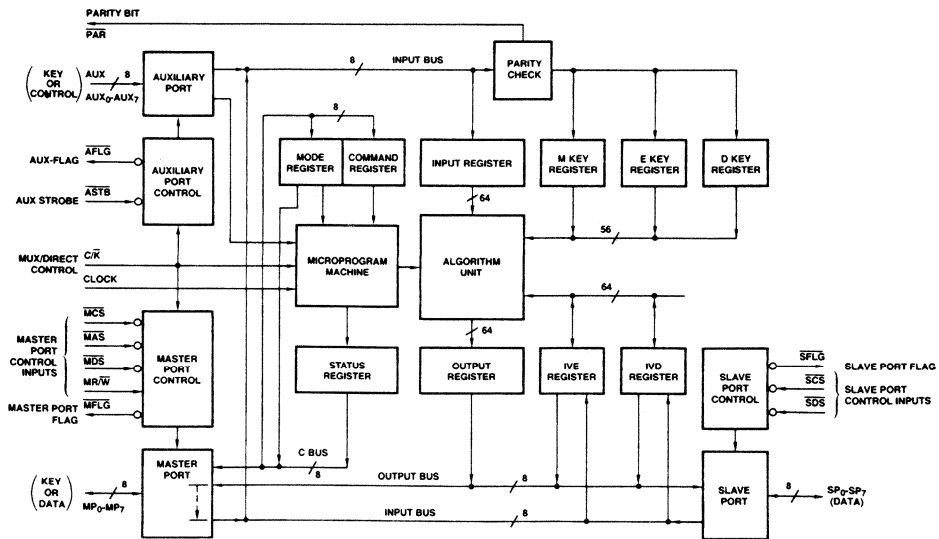 PARITY BIT
PAR
(KEY OR CONTROL)
AUX 8
AUX0-AUX7
AUXILIARY PORT
8 INPUT BUS
PARITY CHECK
8
AUX-FLAG AFLG
AUX STROBE ASTB
AUXILIARY PORT CONTROL
MODE REGISTER
COMMAND REGISTER
INPUT REGISTER
M KEY REGISTER
E KEY REGISTER
D KEY REGISTER
64
56
MUX/DIRECT CONTROL C/K
CLOCK
MICROPROGRAM MACHINE
ALGORITHM UNIT
64
64
MASTER PORT CONTROL INPUTS
MCS
MAS
MDS
MR/W
MASTER PORT FLAG MFLG
MASTER PORT CONTROL
STATUS REGISTER
OUTPUT REGISTER
IVE REGISTER
IVD REGISTER
SLAVE PORT CONTROL
SFLG SLAVE PORT FLAG
SCS
SDS
SLAVE PORT CONTROL INPUTS
C BUS
8
(KEY OR DATA)
8
MP0-MP7
MASTER PORT
OUTPUT BUS 8 8
INPUT BUS 8
SLAVE PORT
8 SP0-SP7
(DATA)